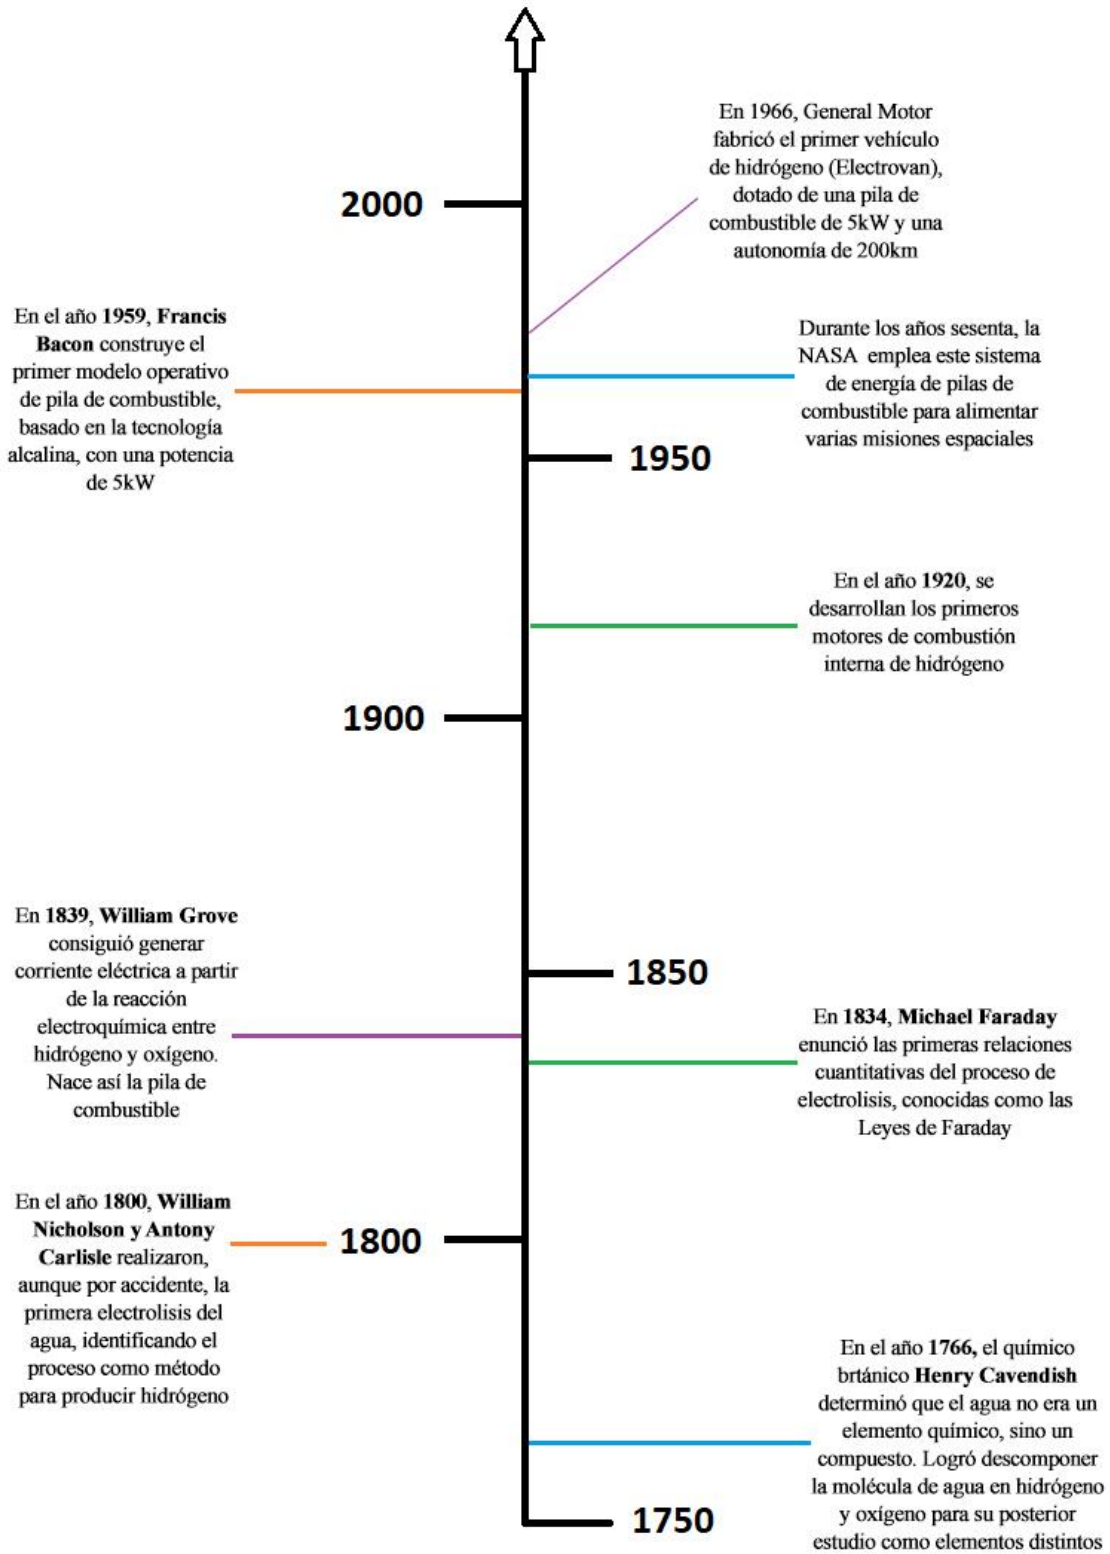 En 1966, General Motor
fabricó el primer vehículo
de hidrógeno (Electrovan),
dotado de una pila de
combustible de 5kW y una
autonomía de 200km
2000
En el año 1959, Francis
Bacon construye el
primer modelo operativo
de pila de combustible,
basado en la tecnología
alcalina, con una potencia
de 5kW
Durante los años sesenta, la
NASA emplea este sistema
de energía de pilas de
combustible para alimentar
varias misiones espaciales
1950
En el año 1920, se
desarrollan los primeros
motores de combustión
interna de hidrógeno
1900
En 1839, William Grove
consiguió generar
corriente eléctrica a partir
de la reacción
electroquímica entre
hidrógeno y oxígeno.
Nace así la pila de
combustible
1850
En 1834, Michael Faraday
enunció las primeras relaciones
cuantitativas del proceso de
electrolisis, conocidas como las
Leyes de Faraday
En el año 1800, William
Nicholson y Antony
Carlisle realizaron,
aunque por accidente, la
primera electrolisis del
agua, identificando el
proceso como método
para producir hidrógeno
1800
En el año 1766, el químico
brtánico Henry Cavendish
determinó que el agua no era un
elemento químico, sino un
compuesto. Logró descomponer
la molécula de agua en hidrógeno
y oxígeno para su posterior
estudio como elementos distintos
1750